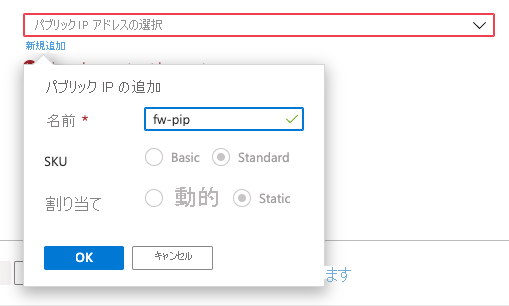 パブリック IP アドレスの選択
新規追加
パブリック IP の追加
名前 *
fw-pip
SKU
Basic
Standard
割り当て
動的
Static
OK
キャンセル
ます